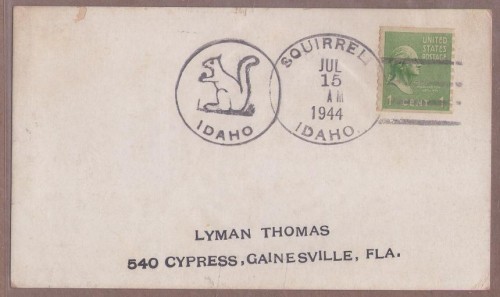 IDAHO
SQUIRREL
JUL
15
AM
1944
IDAHO
UNITED
STATES
POSTAGE
1 CENT 1
LYMAN THOMAS
540 CYPRESS, GAINESVILLE, FLA.